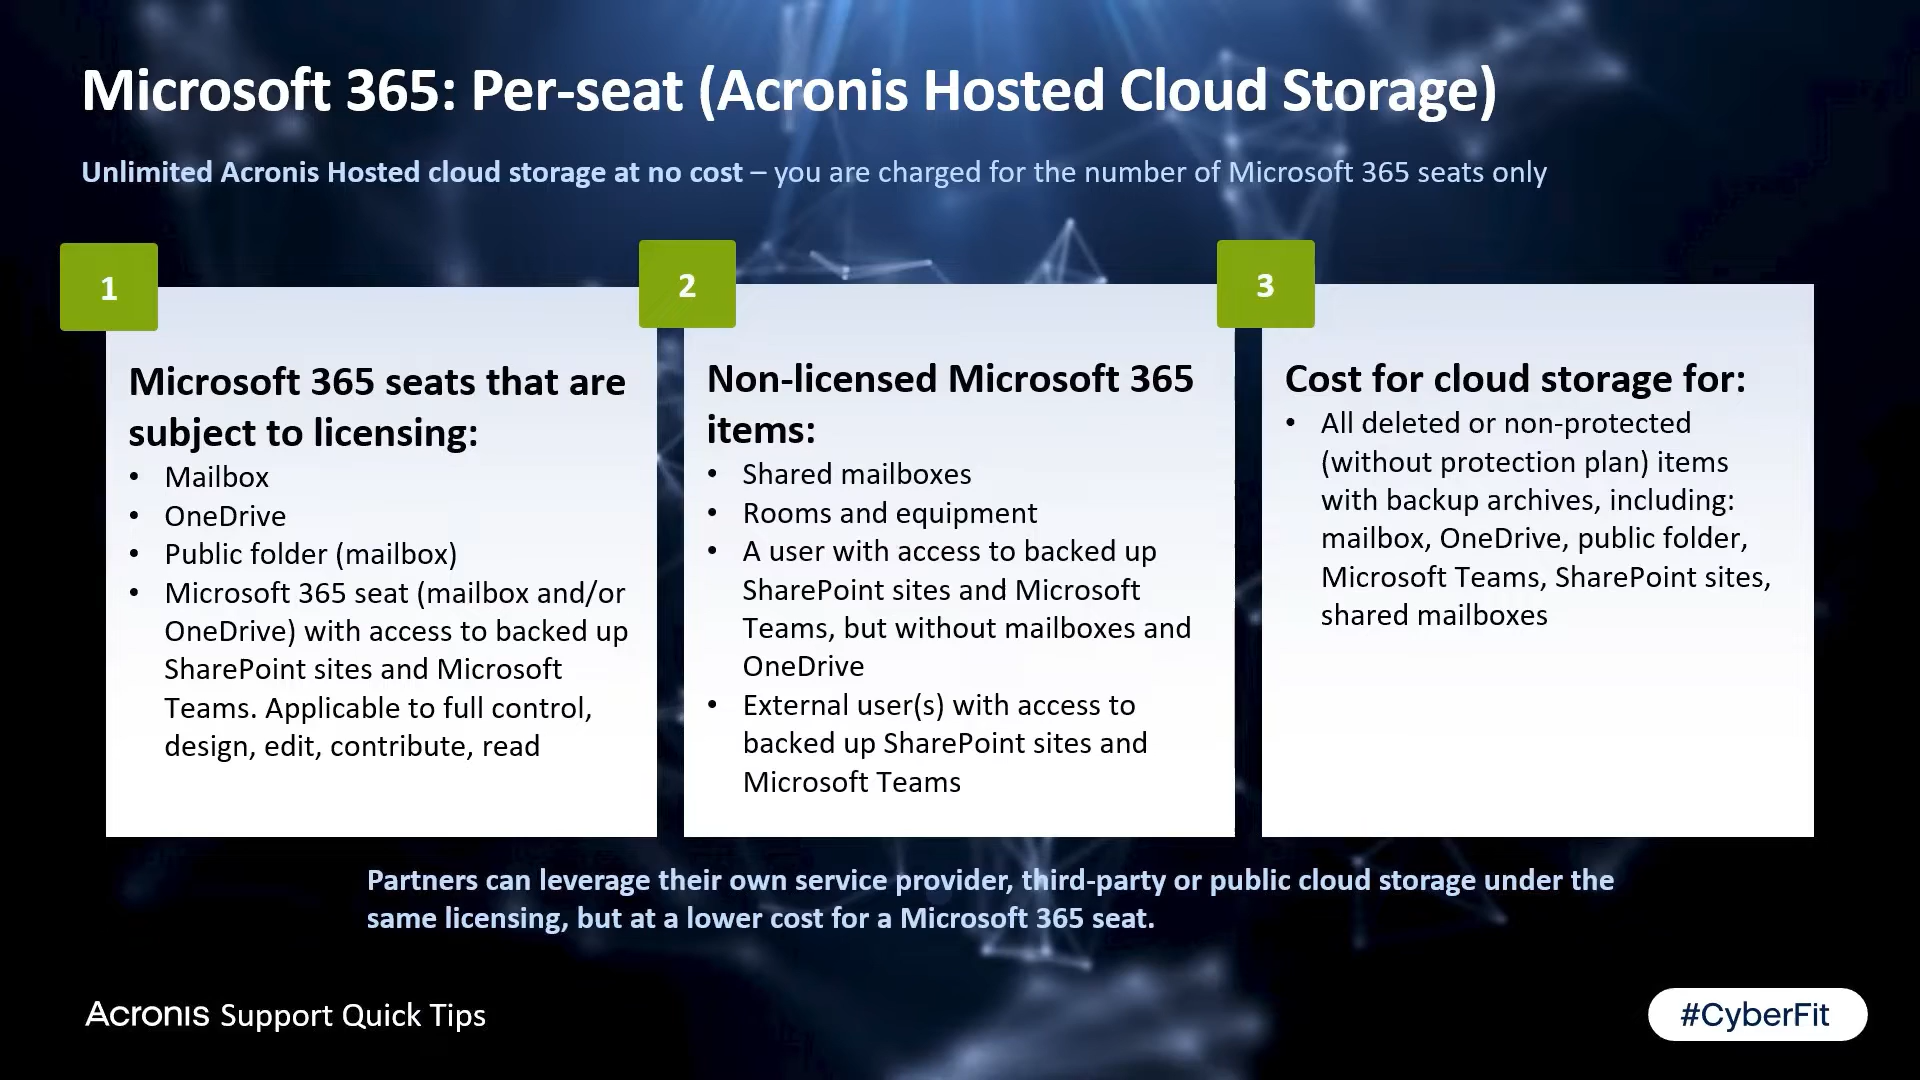 Microsoft 365: Per-seat (Acronis Hosted Cloud Storage)
Unlimited Acronis Hosted cloud storage at no cost – you are charged for the number of Microsoft 365 seats only
1
Microsoft 365 seats that are
subject to licensing:
• Mailbox
• OneDrive
• Public folder (mailbox)
• Microsoft 365 seat (mailbox and/or
OneDrive) with access to backed up
SharePoint sites and Microsoft
Teams. Applicable to full control,
design, edit, contribute, read
2
Non-licensed Microsoft 365
items:
• Shared mailboxes
• Rooms and equipment
• A user with access to backed up
SharePoint sites and Microsoft
Teams, but without mailboxes and
OneDrive
• External user(s) with access to
backed up SharePoint sites and
Microsoft Teams
3
Cost for cloud storage for:
• All deleted or non-protected
(without protection plan) items
with backup archives, including:
mailbox, OneDrive, public folder,
Microsoft Teams, SharePoint sites,
shared mailboxes
Partners can leverage their own service provider, third-party or public cloud storage under the
same licensing, but at a lower cost for a Microsoft 365 seat.
Acronis Support Quick Tips
#CyberFit